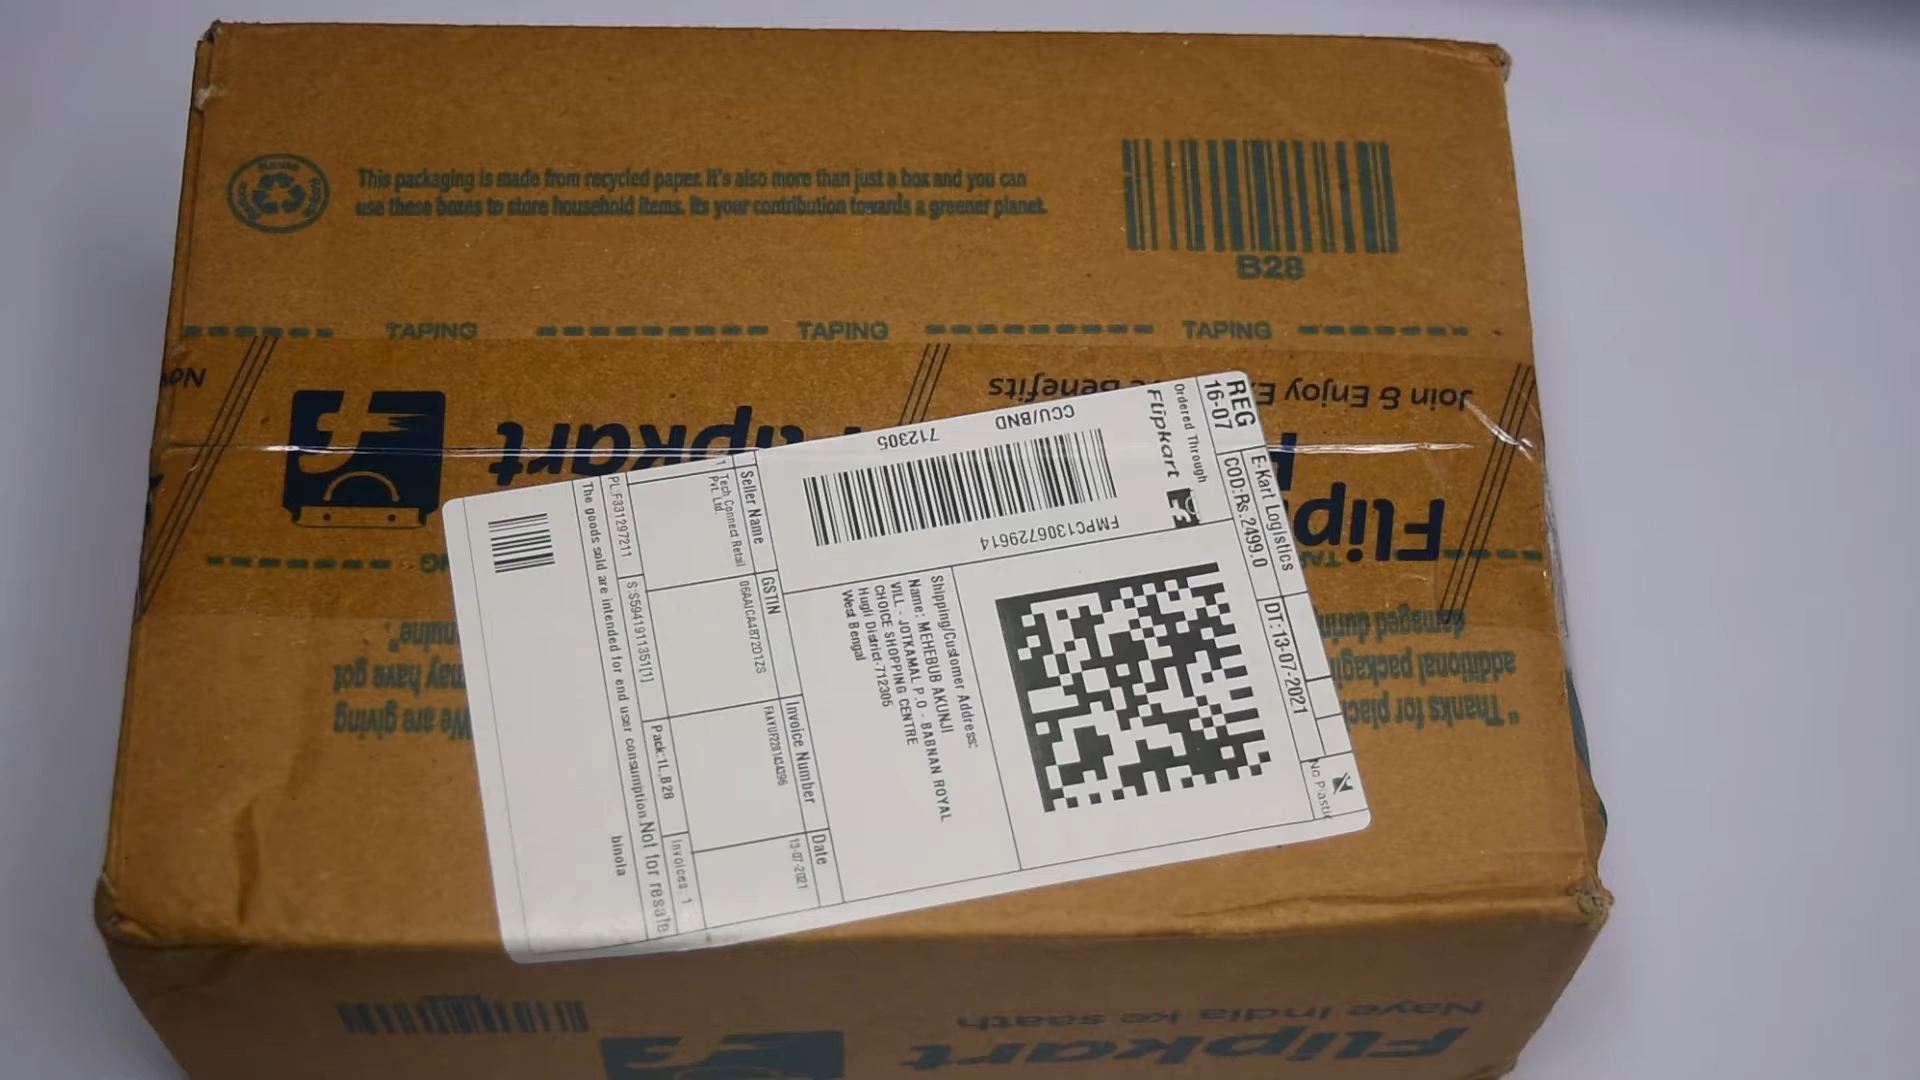 This packaging is made from recycled paper. It's also more than just a box and you can
use these boxes to store household items. Its your contribution towards a greener planet.
B28
TAPING TAPING TAPING
Join & Enjoy
Benefits
Flipkart
REG
16-07
E-Kart Logistics
COD:Rs.2499.0
DT:13-07-2021
No Plastic
Ordered Through
Flipkart
CCU/BND
712305
FMPC1306729614
Shipping/Customer Address:
Name: MEHEBUB AKUNJI
VILL - JOTKAMAL P.O - BABNAN ROYAL
CHOICE SHOPPING CENTRE
Hugli District-712305
West Bengal
Seller Name
GSTIN
Invoice Number
Date
1
Tech Connect Retail
Pvt. Ltd.
06AAICA4872D1ZS
13-07-2021
Pack:1L,B28
Invoices: 1
The goods sold are intended for end user consumption.Not for resale
binola
"Thanks for
additional
damaged
We are giving
may have got
Flipkart
Naye India ke saath